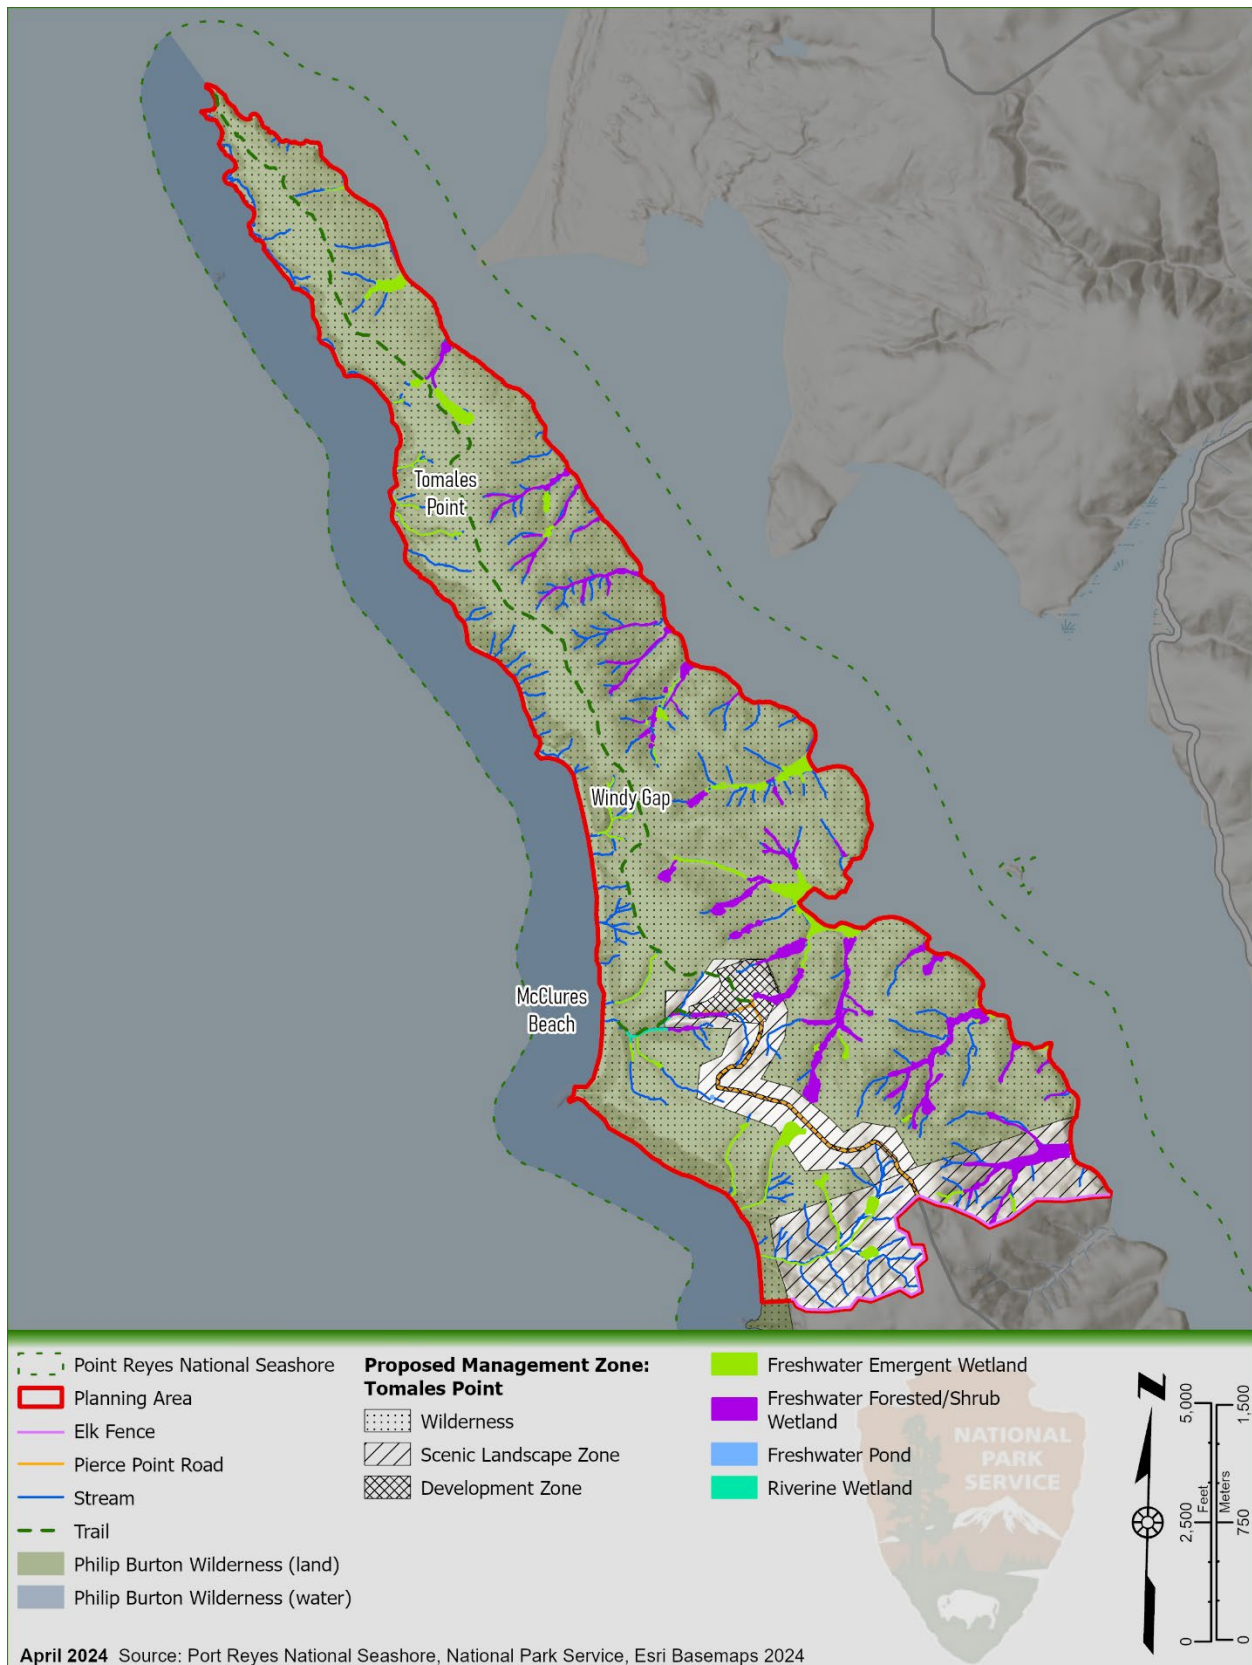 Tomales
Point
Windy Gap
McClures
Beach
Point Reyes National Seashore
Planning Area
Elk Fence
Pierce Point Road
Stream
Trail
Philip Burton Wilderness (land)
Philip Burton Wilderness (water)
Proposed Management Zone:
Tomales Point
Wilderness
Scenic Landscape Zone
Development Zone
Freshwater Emergent Wetland
Freshwater Forested/Shrub
Wetland
Freshwater Pond
Riverine Wetland
NATIONAL
PARK
SERVICE
N
5,000
2,500
0
Feet
Meters
1,500
750
0
April 2024 Source: Port Reyes National Seashore, National Park Service, Esri Basemaps 2024